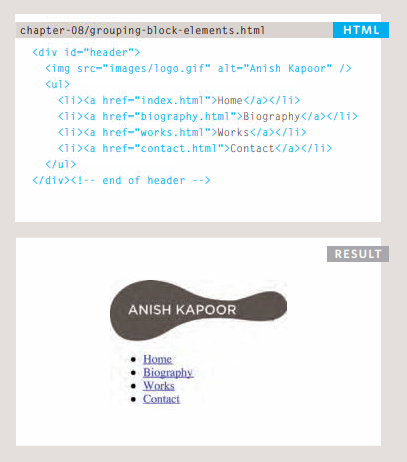 chapter-08/grouping-block-elements.html HTML
<div id="header">
<img src="images/logo.gif" alt="Anish Kapoor" />
<ul>
<li><a href="index.html">Home</a></li>
<li><a href="biography.html">Biography</a></li>
<li><a href="works.html">Works</a></li>
<li><a href="contact.html">Contact</a></li>
</ul>
</div><!-- end of header -->
RESULT
ANISH KAPOOR
Home
Biography
Works
Contact